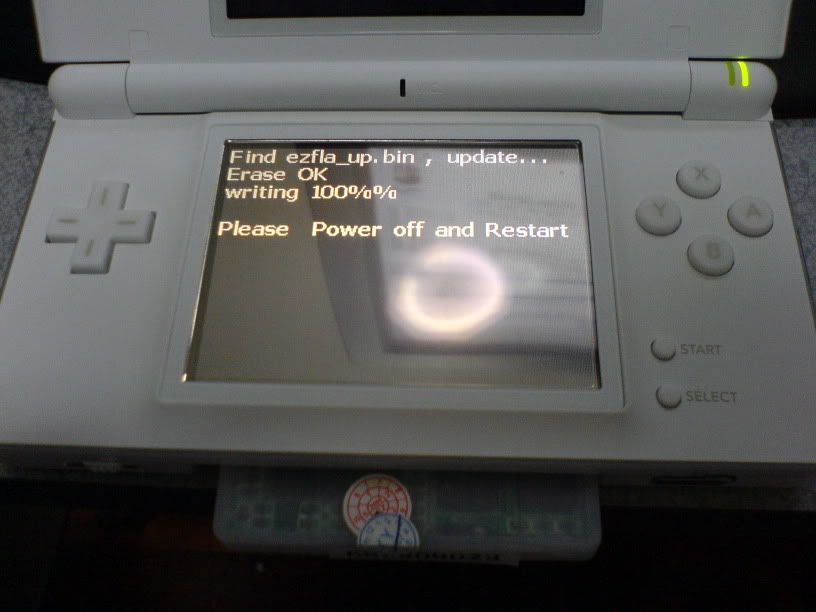 Find ezfla_up.bin , update...
Erase OK
writing 100%%
Please Power off and Restart
X
Y
A
B
START
SELECT